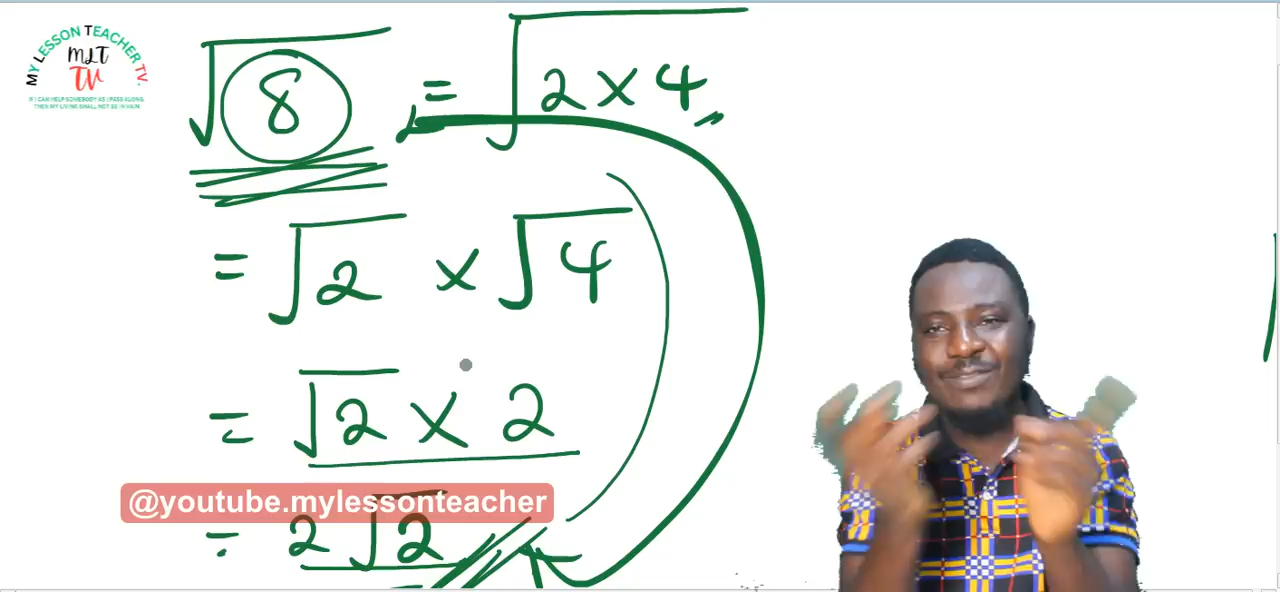 MY LESSON TEACHER TV.
MLT
TV
IF I CAN HELP SOMEBODY AS I PASS ALONG,
THEN MY LIVING SHALL NOT BE IN VAIN.
√8 = √2 × 4
= √2 × √4
= √2 × 2
@youtube.mylessonteacher
= 2√2